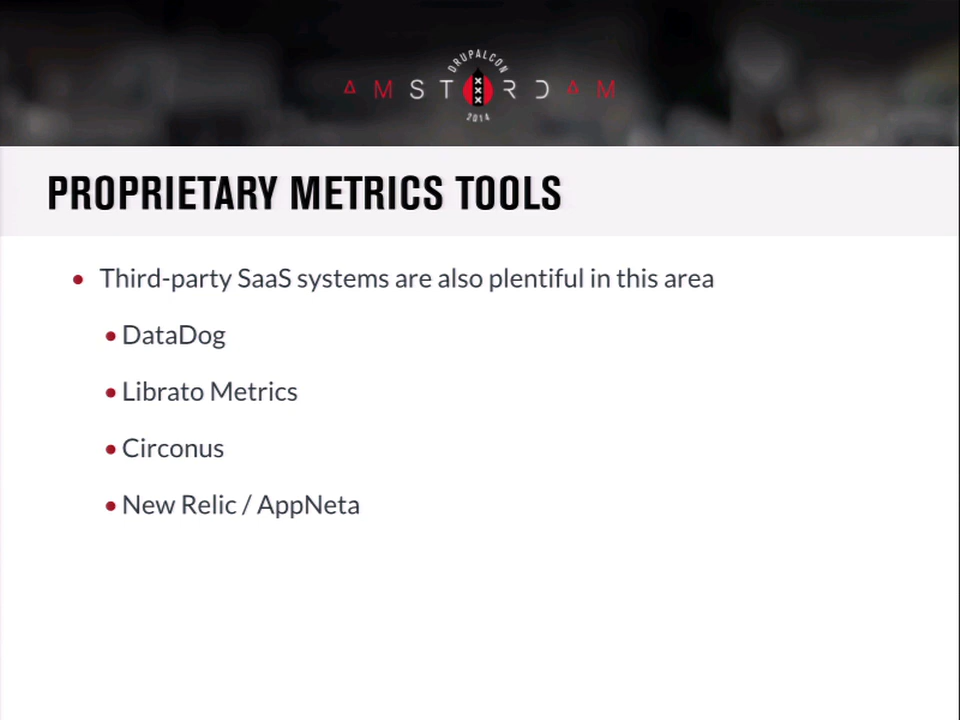 DRUPALCON
AMSTERDAM
2014
PROPRIETARY METRICS TOOLS
• Third-party SaaS systems are also plentiful in this area
• DataDog
• Librato Metrics
• Circonus
• New Relic / AppNeta